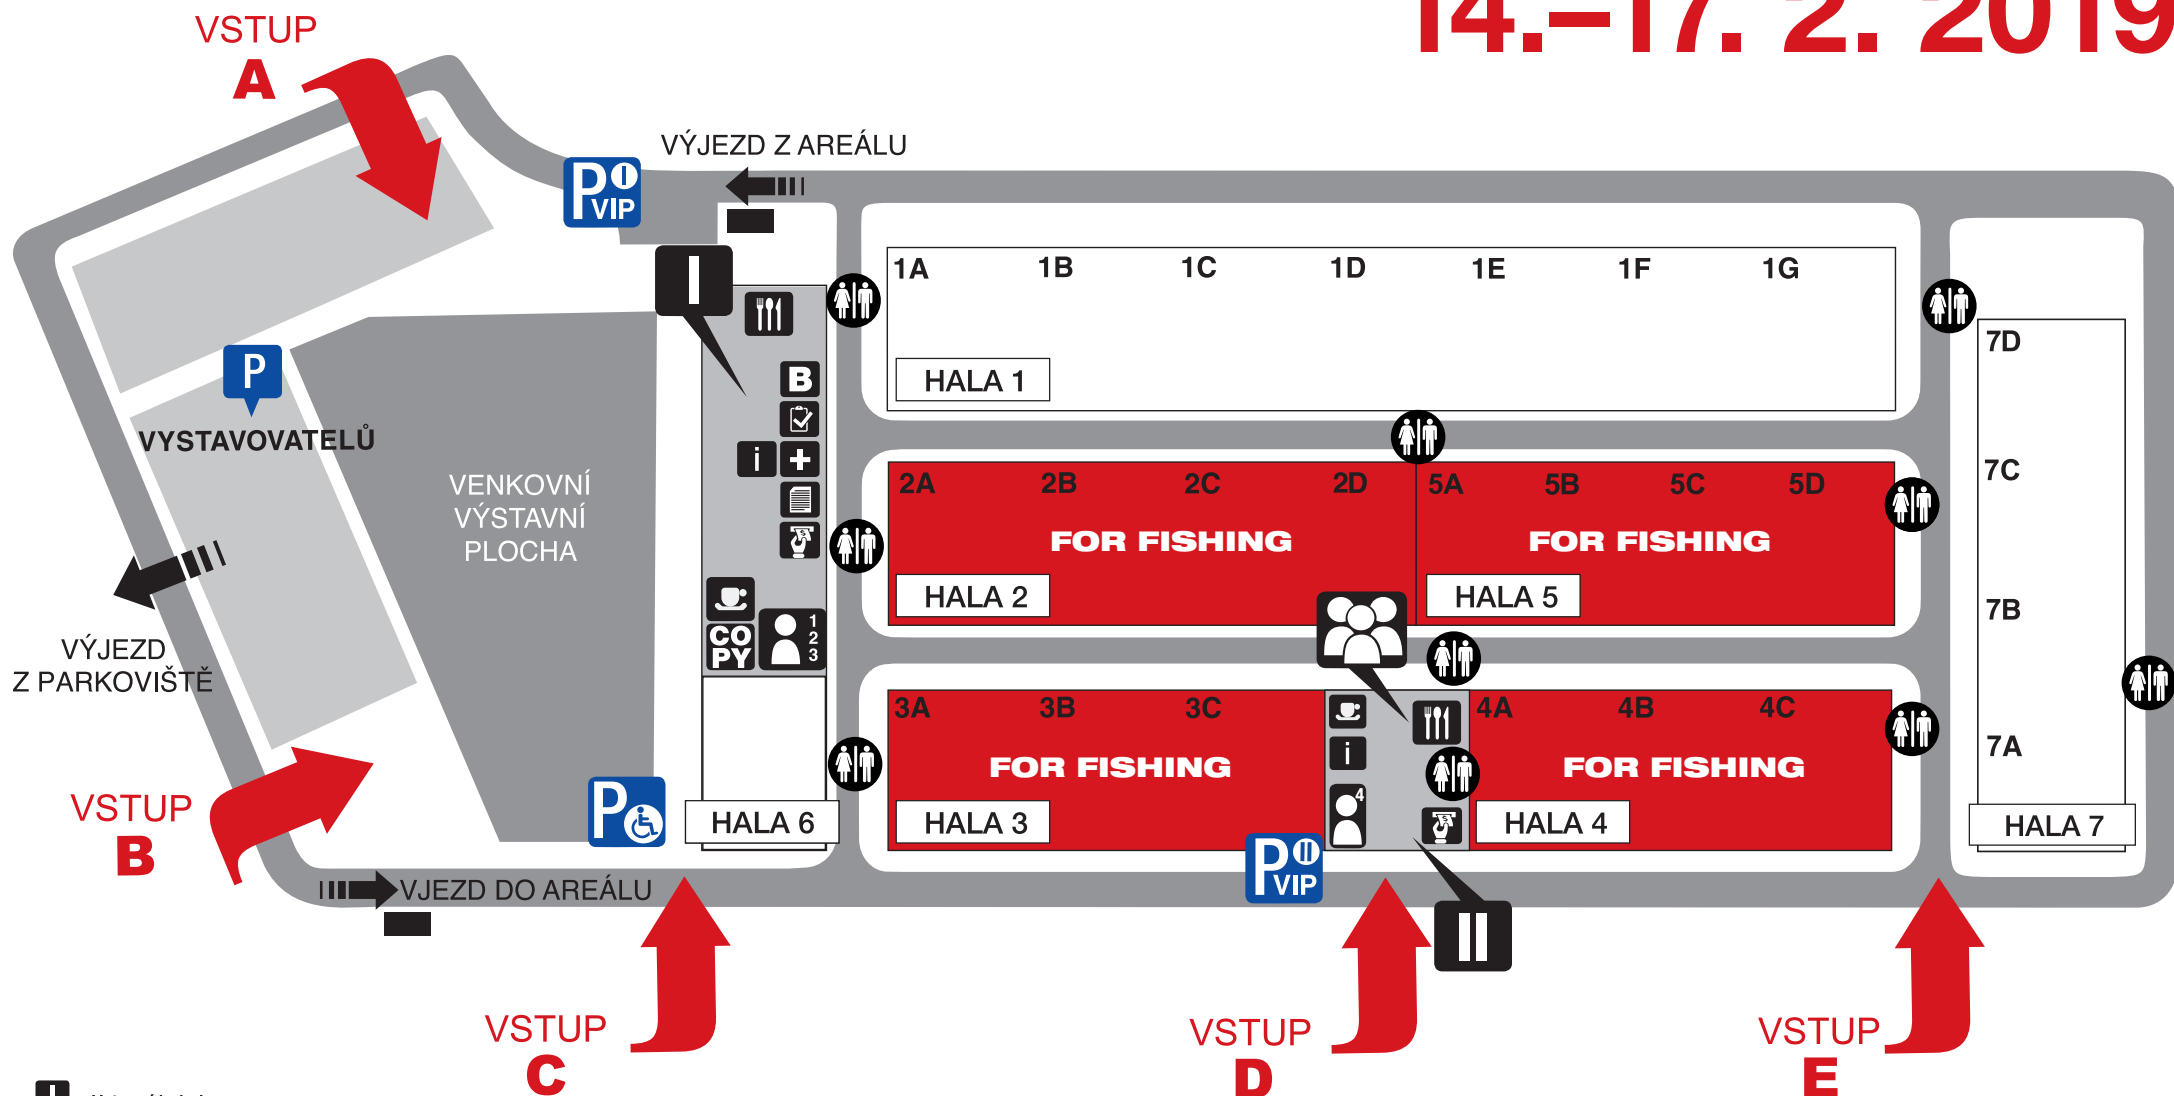 14.–17. 2. 2019
VSTUP
A
VÝJEZD Z AREÁLU
P I
VIP
I
1A 1B 1C 1D 1E 1F 1G
HALA 1
7D
7C
7B
7A
HALA 7
P
VYSTAVOVATELŮ
VENKOVNÍ
VÝSTAVNÍ
PLOCHA
B
i
CO
PY
1
2
3
HALA 6
2A 2B 2C 2D
FOR FISHING
HALA 2
5A 5B 5C 5D
FOR FISHING
HALA 5
VÝJEZD
Z PARKOVIŠTĚ
3A 3B 3C
FOR FISHING
HALA 3
i
4
4A 4B 4C
FOR FISHING
HALA 4
VSTUP
B
P
P II
VIP
VJEZD DO AREÁLU
II
VSTUP
C
VSTUP
D
VSTUP
E
I